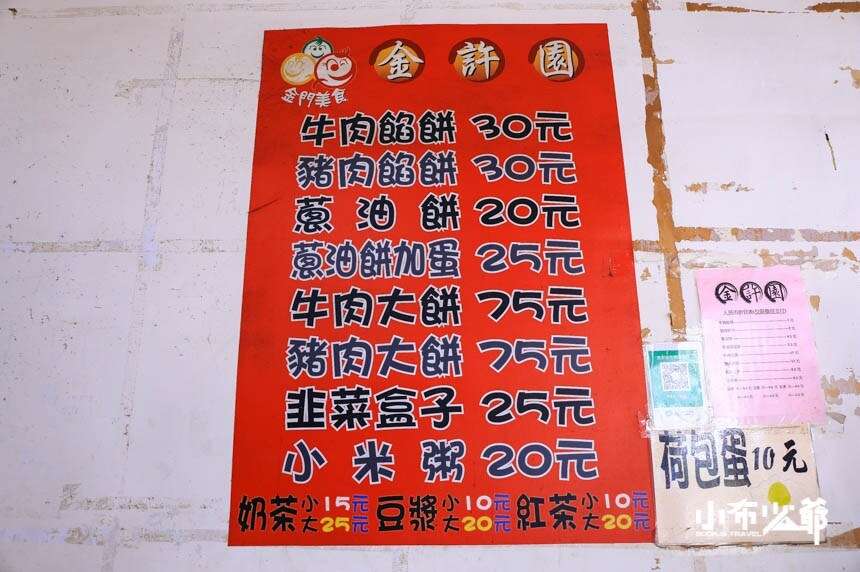 金許園
金門美食
牛肉餡餅 30元
豬肉餡餅 30元
蔥油餅 20元
蔥油餅加蛋 25元
牛肉大餅 75元
豬肉大餅 75元
韭菜盒子 25元
小米粥 20元
奶茶 小15元 大25元 豆漿 小10元 大20元 紅茶 小10元 大20元
金許園
荷包蛋10元
小布少爺
BOO2K TRAVEL